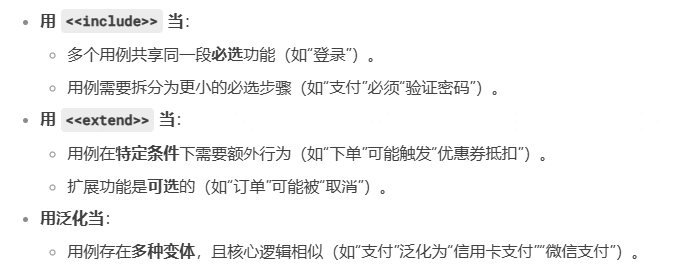 用 <<include>> 当：
多个用例共享同一段必选功能（如“登录”）。
用例需要拆分为更小的必选步骤（如“支付”必须“验证密码”）。
用 <<extend>> 当：
用例在特定条件下需要额外行为（如“下单”可能触发“优惠券抵扣”）。
扩展功能是可选的（如“订单”可能被“取消”）。
用泛化当：
用例存在多种变体，且核心逻辑相似（如“支付”泛化为“信用卡支付”“微信支付”）。